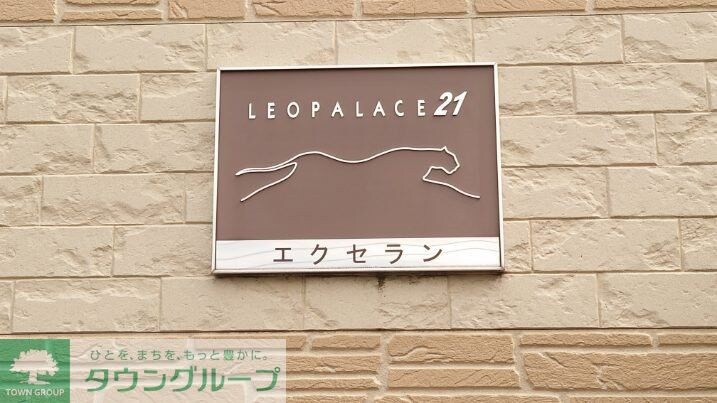 LEOPALACE21
エクセラン
ひとを、まちを、もっと豊かに。
タウングループ
TOWN GROUP